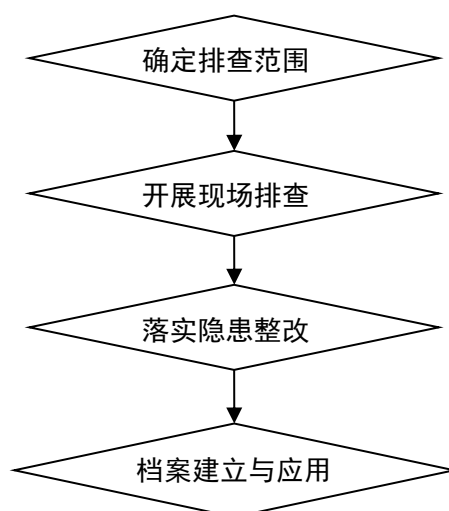 确定排查范围
开展现场排查
落实隐患整改
档案建立与应用